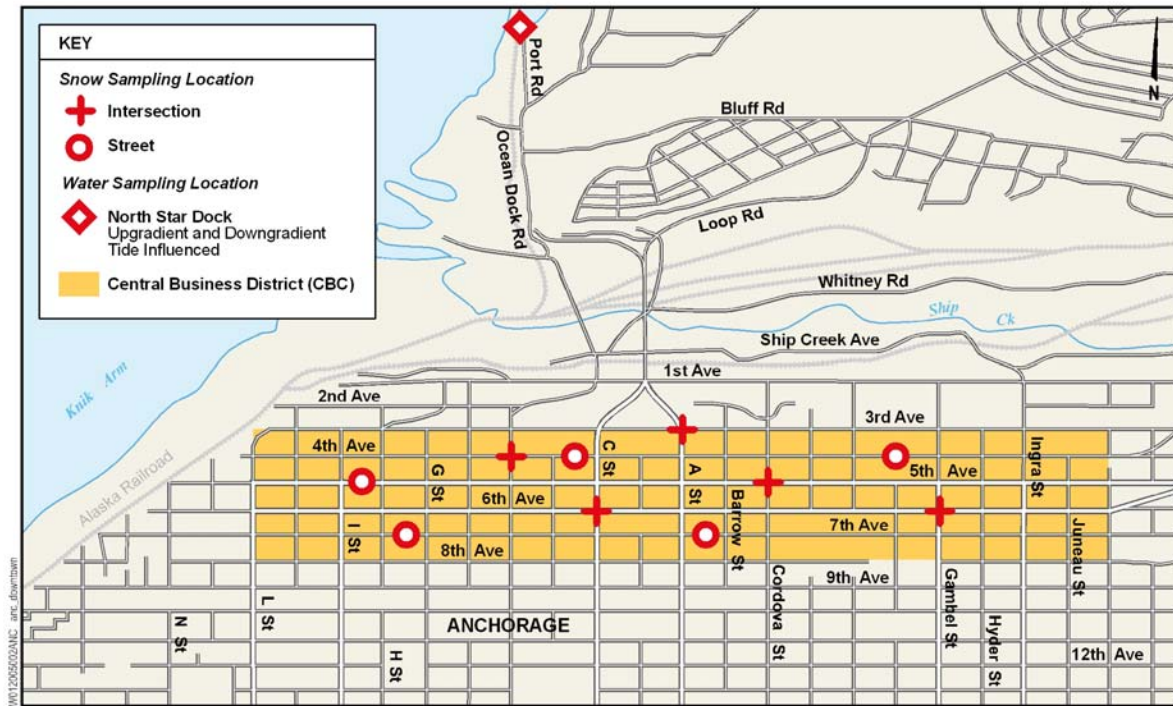 KEY
Snow Sampling Location
Intersection
Street
Water Sampling Location
North Star Dock
Upgradient and Downgradient
Tide Influenced
Central Business District (CBC)
Port Rd
N
Bluff Rd
Ocean Dock Rd
Loop Rd
Whitney Rd
Ship
Ck
Ship Creek Ave
Knik Arm
1st Ave
2nd Ave
3rd Ave
4th Ave
C St
Ingra St
Alaska Railroad
G St
A St
5th Ave
6th Ave
Barrow St
I St
7th Ave
Juneau St
8th Ave
9th Ave
Cordova St
Gambel St
L St
N St
ANCHORAGE
Hyder St
H St
12th Ave
W012005002ANC anc_downtown